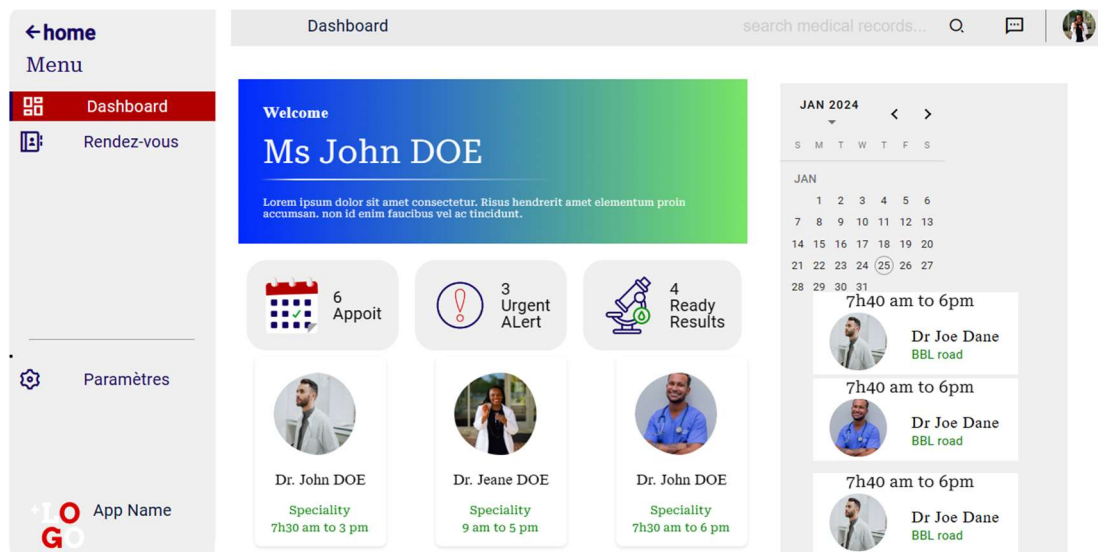 ←home
Menu
Dashboard
Rendez-vous
Paramètres
LO
GO
App Name
Dashboard
search medical records...
Welcome
Ms John DOE
Lorem ipsum dolor sit amet consectetur. Risus hendrerit amet elementum proin
accumsan. non id enim faucibus vel ac tincidunt.
6
Appoit
3
Urgent
ALert
4
Ready
Results
Dr. John DOE
Speciality
7h30 am to 3 pm
Dr. Jeane DOE
Speciality
9 am to 5 pm
Dr. John DOE
Speciality
7h30 am to 6 pm
JAN 2024
S M T W T F S
JAN
1 2 3 4 5 6
7 8 9 10 11 12 13
14 15 16 17 18 19 20
21 22 23 24 25 26 27
28 29 30 31
7h40 am to 6pm
Dr Joe Dane
BBL road
7h40 am to 6pm
Dr Joe Dane
BBL road
7h40 am to 6pm
Dr Joe Dane
BBL road